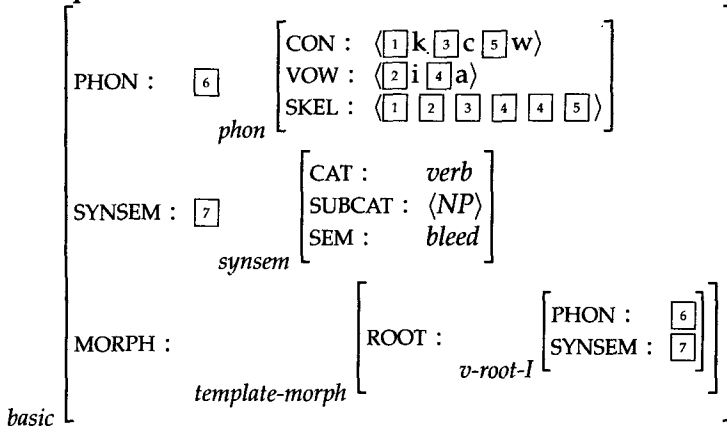 CON : ⟨[1]k [3]c [5]w⟩
PHON : [6] VOW : ⟨[2]i [4]a⟩
SKEL : ⟨[1] [2] [3] [4] [4] [5]⟩
phon
CAT : verb
SYNSEM : [7] SUBCAT : ⟨NP⟩
SEM : bleed
synsem
PHON : [6]
MORPH : ROOT : SYNSEM : [7]
v-root-I
template-morph
basic